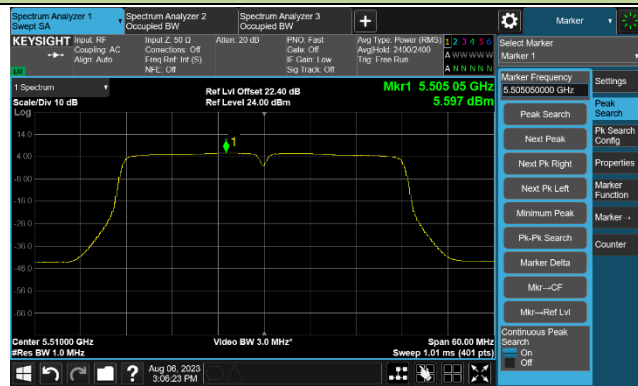 Spectrum Analyzer 1
Swept SA
Spectrum Analyzer 2
Occupied BW
Spectrum Analyzer 3
Occupied BW
+
Marker
KEYSIGHT
Input: RF
Coupling: AC
Align: Auto
Input Z: 50 Ω
Corrections: Off
Freq Ref: Int (S)
NFE: Off
Atten: 20 dB
PNO: Fast
Gate: Off
IF Gain: Low
Sig Track: Off
Avg Type: Power (RMS)
Avg|Hold: 2400/2400
Trig: Free Run
1 2 3 4 5 6
A W W W W W
A N N N N N
Select Marker
Marker 1
1 Spectrum
Scale/Div 10 dB
Log
Ref Lvl Offset 22.40 dB
Ref Level 24.00 dBm
Mkr1 5.505 05 GHz
5.597 dBm
14.0
4.00
-6.00
-16.0
-26.0
-36.0
-46.0
-56.0
-66.0
1
Center 5.51000 GHz
#Res BW 1.0 MHz
Video BW 3.0 MHz*
Span 60.00 MHz
Sweep 1.01 ms (401 pts)
Marker Frequency
5.505050000 GHz
Peak Search
Next Peak
Next Pk Right
Next Pk Left
Minimum Peak
Pk-Pk Search
Marker Delta
Mkr→CF
Mkr→Ref Lvl
Continuous Peak
Search
On
Off
Settings
Peak
Search
Pk Search
Config
Properties
Marker
Function
Marker→
Counter
?
Aug 06, 2023
3:06:23 PM